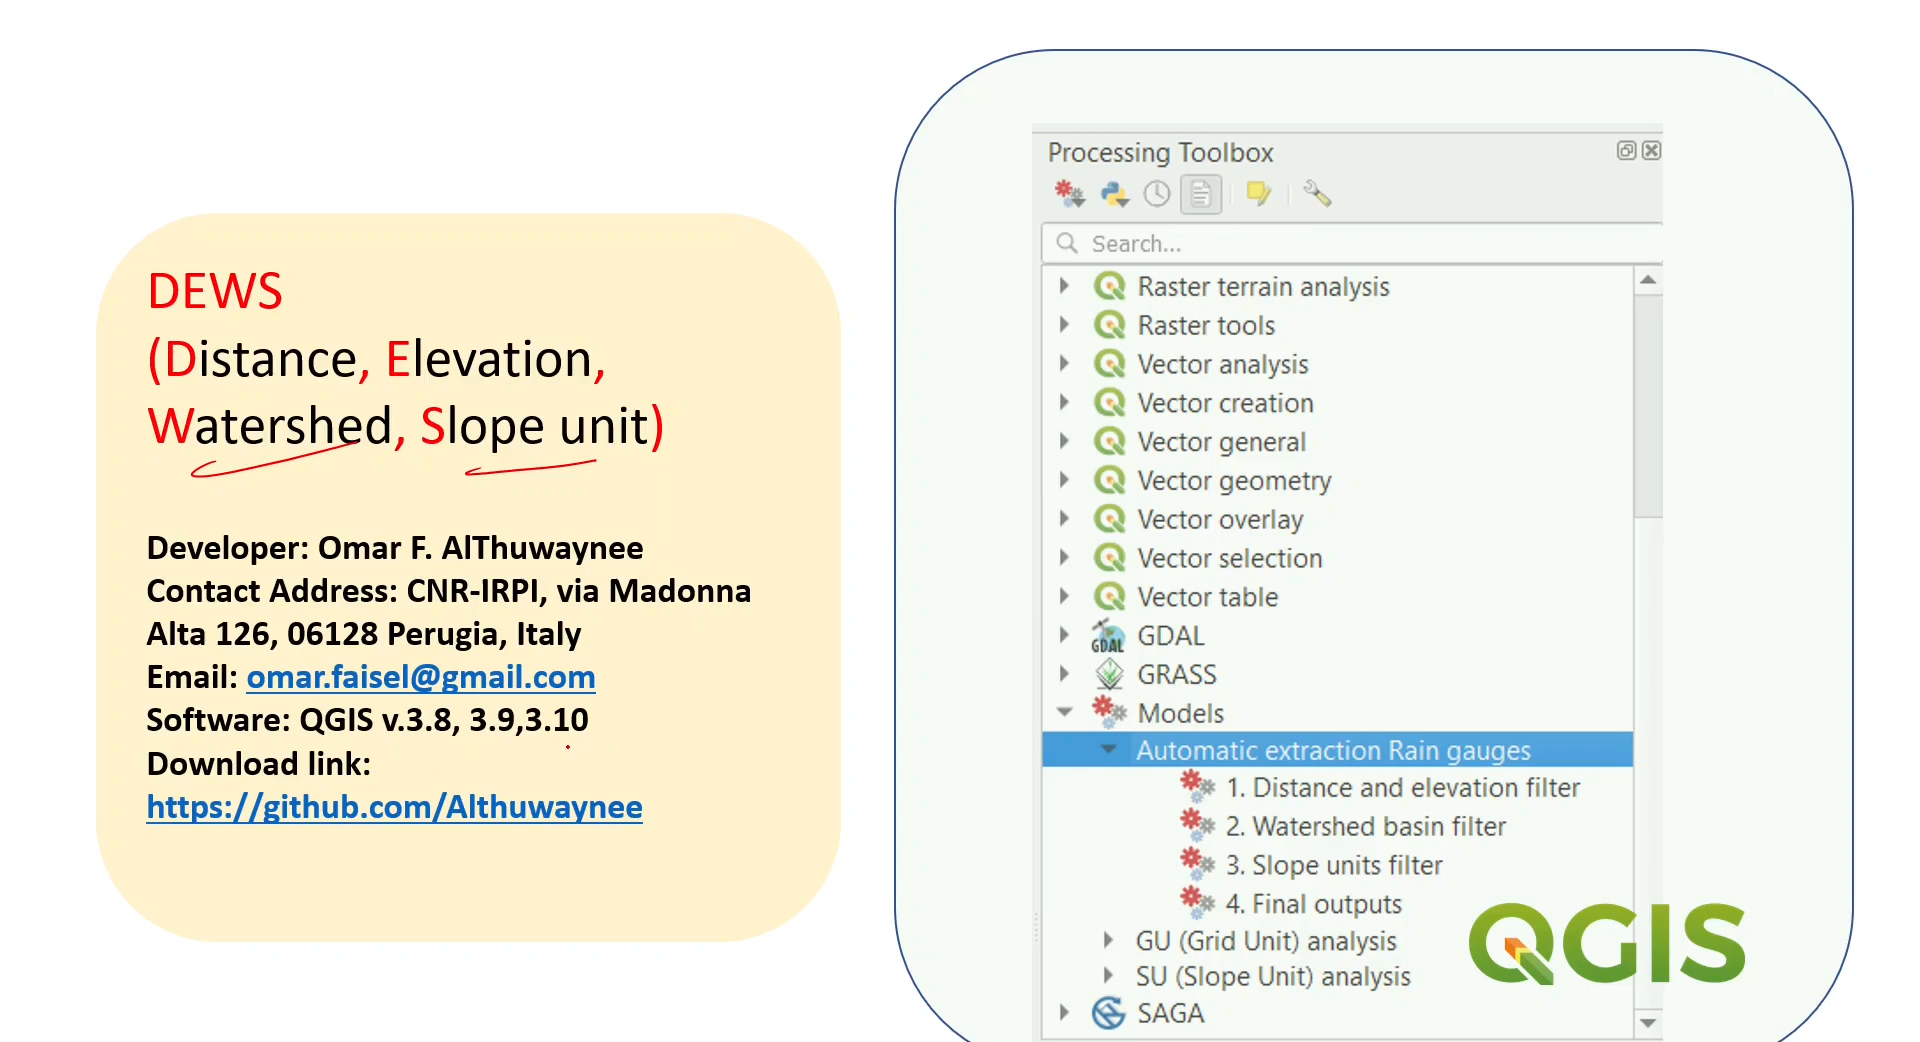 DEWS
(Distance, Elevation,
Watershed, Slope unit)
Developer: Omar F. AlThuwaynee
Contact Address: CNR-IRPI, via Madonna
Alta 126, 06128 Perugia, Italy
Email: omar.faisel@gmail.com
Software: QGIS v.3.8, 3.9,3.10
Download link:
https://github.com/Althuwaynee
Processing Toolbox
Search...
Raster terrain analysis
Raster tools
Vector analysis
Vector creation
Vector general
Vector geometry
Vector overlay
Vector selection
Vector table
GDAL GDAL
GRASS
Models
Automatic extraction Rain gauges
1. Distance and elevation filter
2. Watershed basin filter
3. Slope units filter
4. Final outputs
GU (Grid Unit) analysis
SU (Slope Unit) analysis
SAGA
QGIS